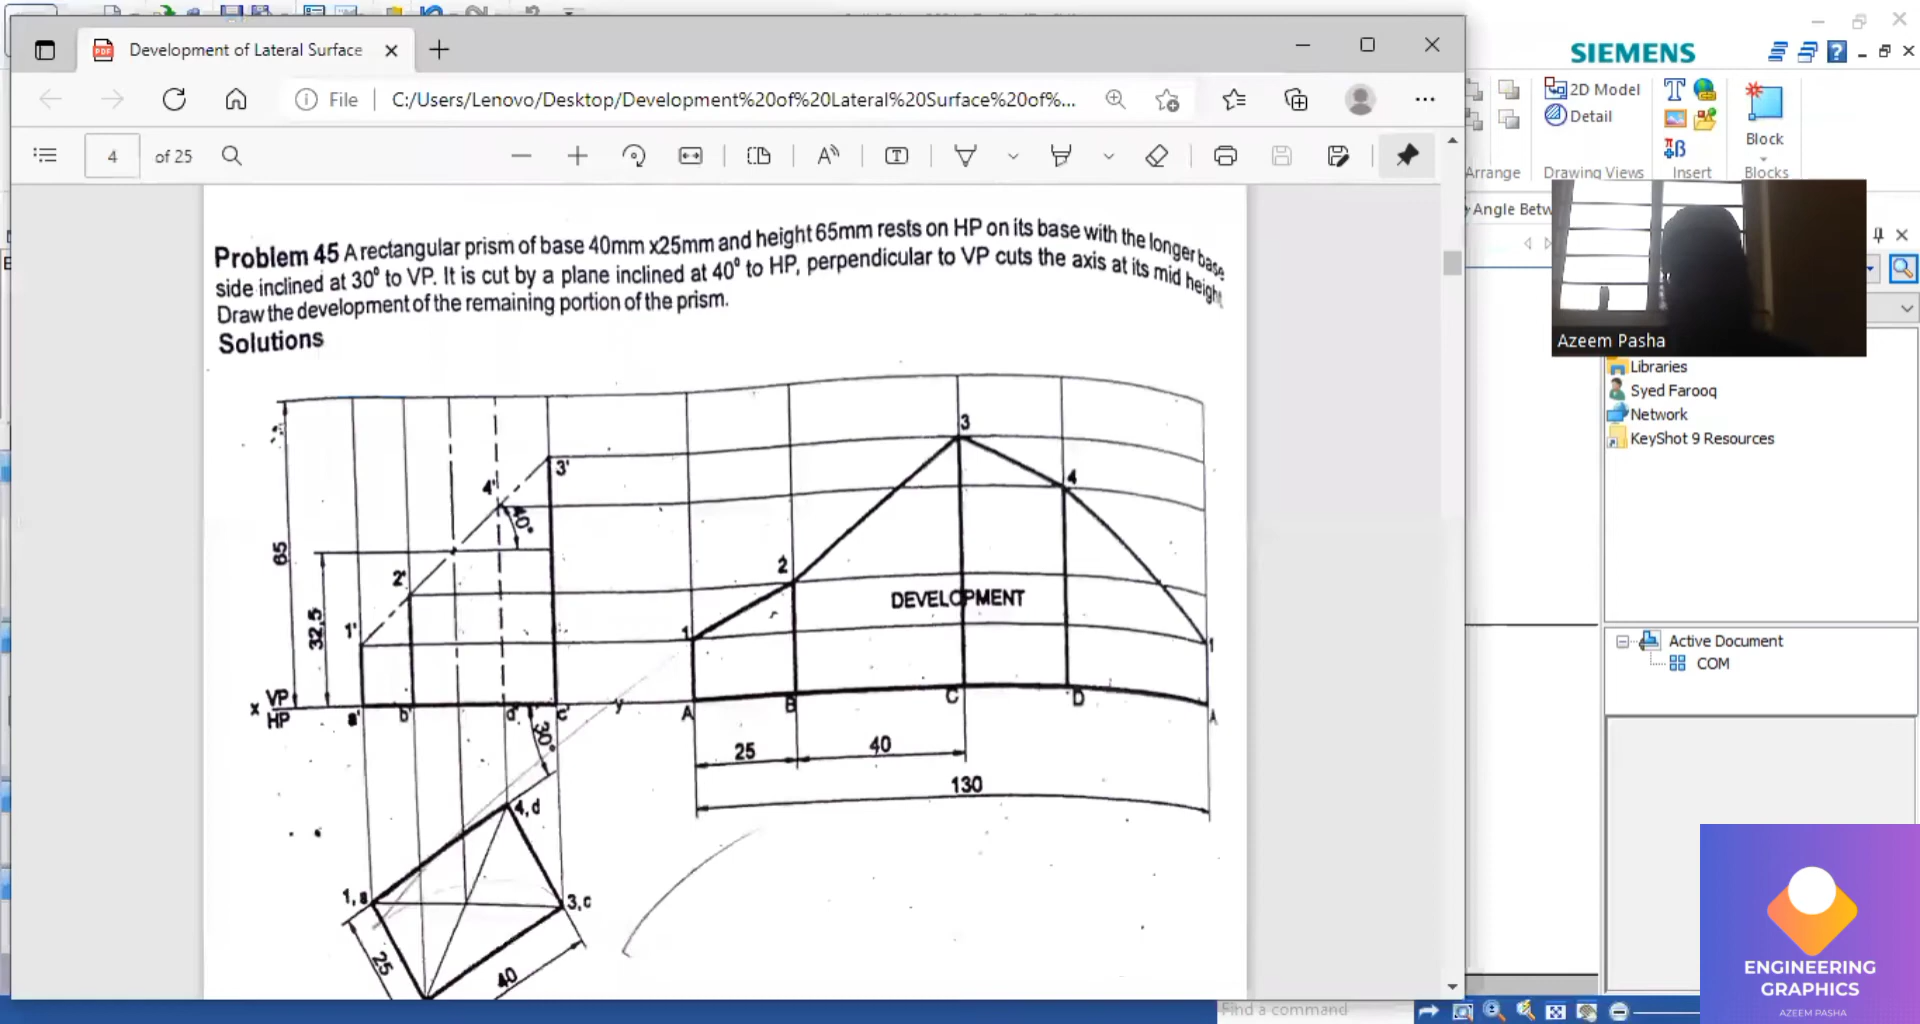 Development of Lateral Surface
File
C:/Users/Lenovo/Desktop/Development%20of%20Lateral%20Surface%20of%...
4
of 25
SIEMENS
2D Model
Detail
Block
Arrange
Drawing Views
Insert
Blocks
Angle Betw
Azeem Pasha
Problem 45 A rectangular prism of base 40mm x25mm and height 65mm rests on HP on its base with the longer base
side inclined at 30° to VP. It is cut by a plane inclined at 40° to HP, perpendicular to VP cuts the axis at its mid height
Draw the development of the remaining portion of the prism.
Solutions
Libraries
Syed Farooq
Network
KeyShot 9 Resources
3
3'
4'
4
40°
65
2
2'
DEVELOPMENT
32,5
1'
1
1
x VP
HP
a'
b'
d'
c'
y
A
B
C
D
A
30°
25
40
130
4,d
1,a
3,c
25
40
Active Document
COM
Find a command
ENGINEERING
GRAPHICS
AZEEM PASHA